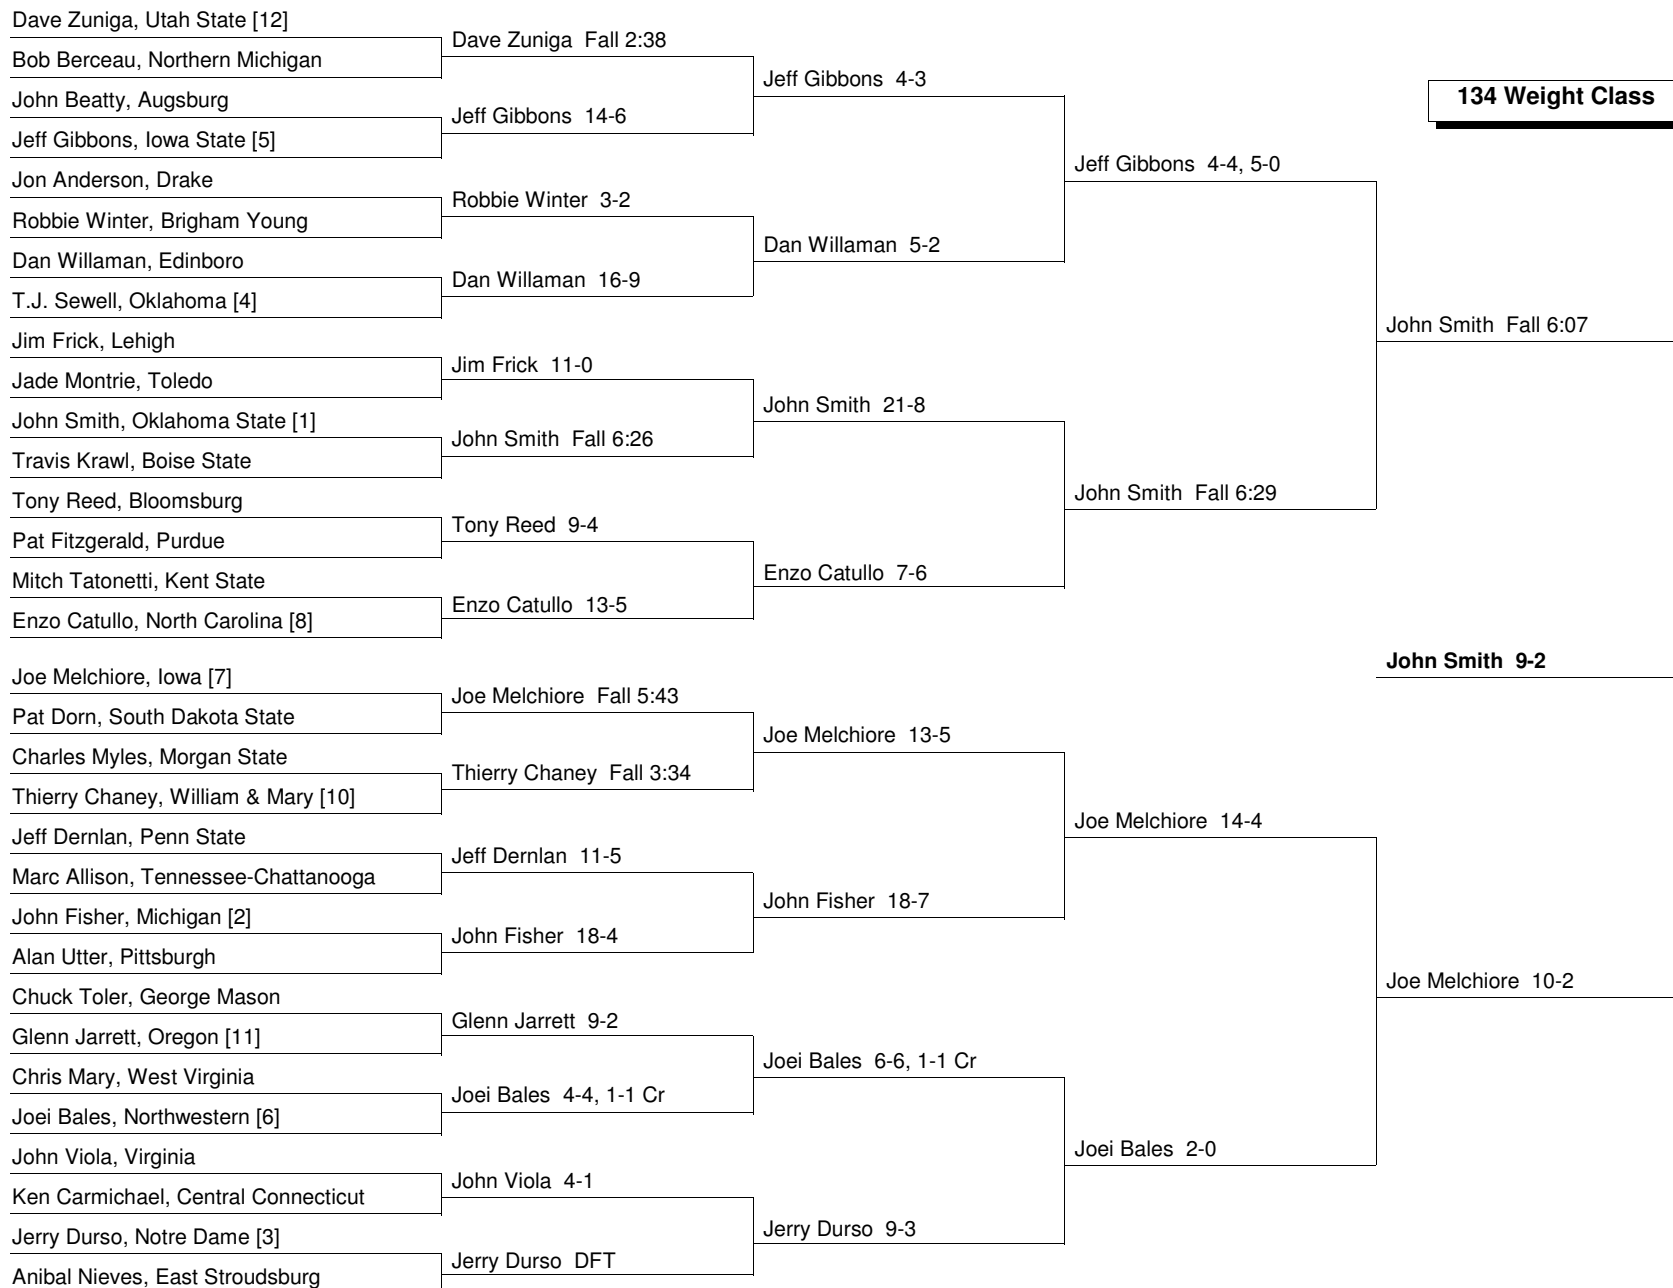 Dave Zuniga, Utah State [12]
Bob Berceau, Northern Michigan
John Beatty, Augsburg
Jeff Gibbons, Iowa State [5]
Jon Anderson, Drake
Robbie Winter, Brigham Young
Dan Willaman, Edinboro
T.J. Sewell, Oklahoma [4]
Jim Frick, Lehigh
Jade Montrie, Toledo
John Smith, Oklahoma State [1]
Travis Krawl, Boise State
Tony Reed, Bloomsburg
Pat Fitzgerald, Purdue
Mitch Tatonetti, Kent State
Enzo Catullo, North Carolina [8]
Joe Melchiore, Iowa [7]
Pat Dorn, South Dakota State
Charles Myles, Morgan State
Thierry Chaney, William & Mary [10]
Jeff Dernlan, Penn State
Marc Allison, Tennessee-Chattanooga
John Fisher, Michigan [2]
Alan Utter, Pittsburgh
Chuck Toler, George Mason
Glenn Jarrett, Oregon [11]
Chris Mary, West Virginia
Joei Bales, Northwestern [6]
John Viola, Virginia
Ken Carmichael, Central Connecticut
Jerry Durso, Notre Dame [3]
Anibal Nieves, East Stroudsburg
Dave Zuniga Fall 2:38
Jeff Gibbons 14-6
Robbie Winter 3-2
Dan Willaman 16-9
Jim Frick 11-0
John Smith Fall 6:26
Tony Reed 9-4
Enzo Catullo 13-5
Joe Melchiore Fall 5:43
Thierry Chaney Fall 3:34
Jeff Dernlan 11-5
John Fisher 18-4
Glenn Jarrett 9-2
Joei Bales 4-4, 1-1 Cr
John Viola 4-1
Jerry Durso DFT
Jeff Gibbons 4-3
Dan Willaman 5-2
John Smith 21-8
Enzo Catullo 7-6
Joe Melchiore 13-5
John Fisher 18-7
Joei Bales 6-6, 1-1 Cr
Jerry Durso 9-3
Jeff Gibbons 4-4, 5-0
John Smith Fall 6:29
Joe Melchiore 14-4
Joei Bales 2-0
134 Weight Class
John Smith Fall 6:07
John Smith 9-2
Joe Melchiore 10-2